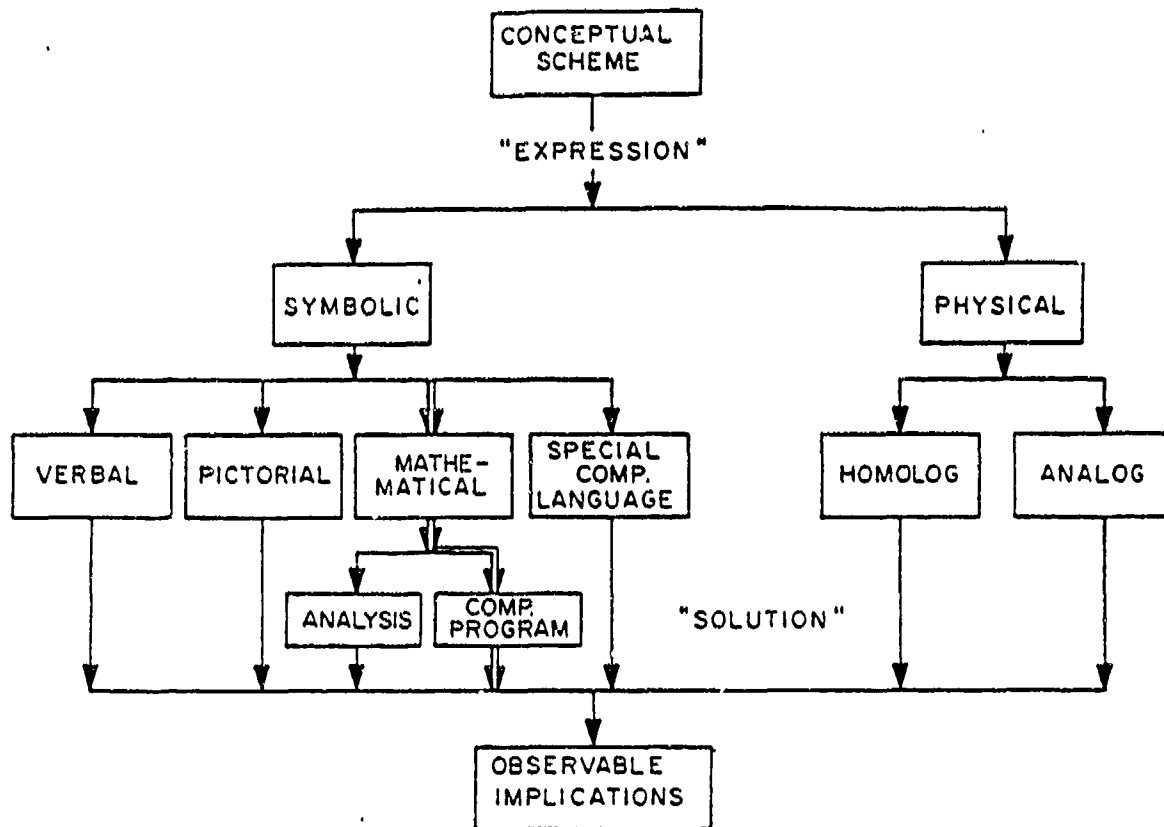 CONCEPTUAL
SCHEME
"EXPRESSION"
SYMBOLIC
PHYSICAL
VERBAL
PICTORIAL
MATHE-
MATICAL
SPECIAL
COMP.
LANGUAGE
HOMOLOG
ANALOG
ANALYSIS
COMP.
PROGRAM
"SOLUTION"
OBSERVABLE
IMPLICATIONS